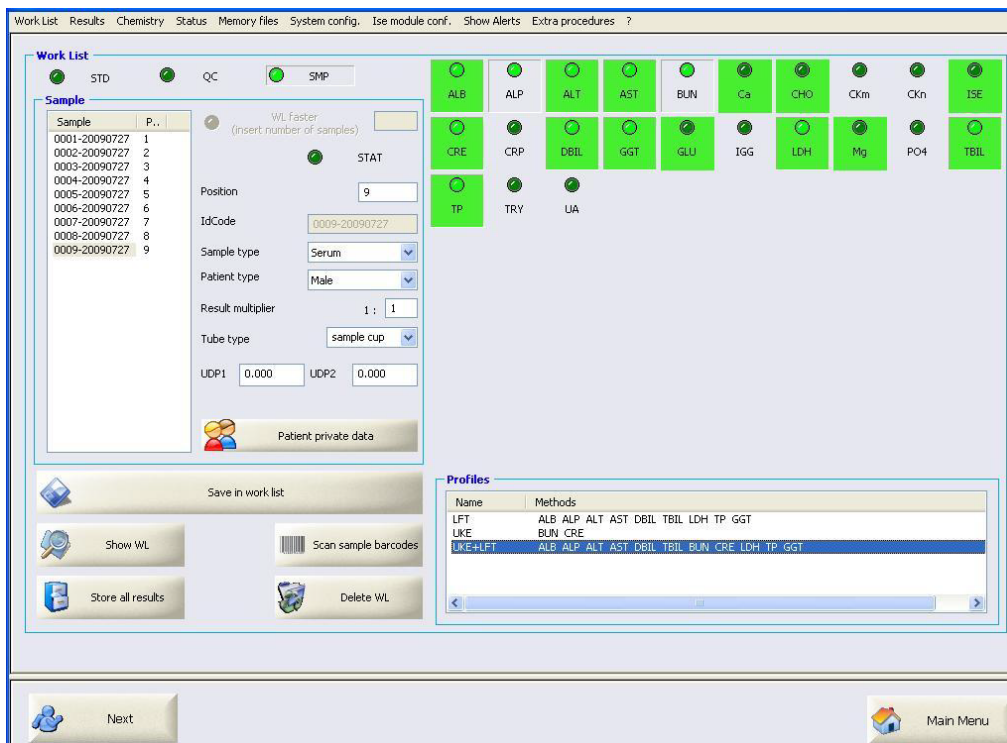 Work List Results Chemistry Status Memory files System config. Ise module conf. Show Alerts Extra procedures ?
Work List
STD QC SMP
Sample
Sample P..
0001-20090727 1
0002-20090727 2
0003-20090727 3
0004-20090727 4
0005-20090727 5
0006-20090727 6
0007-20090727 7
0008-20090727 8
0009-20090727 9
WL faster
(insert number of samples)
STAT
Position 9
IdCode 0009-20090727
Sample type Serum
Patient type Male
Result multiplier 1 : 1
Tube type sample cup
UDP1 0.000 UDP2 0.000
Patient private data
ALB ALP ALT AST BUN Ca CHO CKm CKn ISE
CRE CRP DBIL GGT GLU IGG LDH Mg PO4 TBIL
TP TRY UA
Save in work list
Show WL Scan sample barcodes
Store all results Delete WL
Profiles
Name Methods
LFT ALB ALP ALT AST DBIL TBIL LDH TP GGT
UKE BUN CRE
UKE+LFT ALB ALP ALT AST DBIL TBIL BUN CRE LDH TP GGT
Next Main Menu